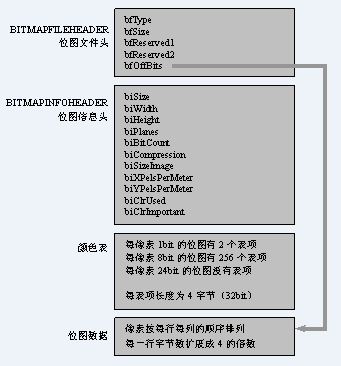 BITMAPFILEHEADER
位图文件头
bfType
bfSize
bfReserved1
bfReserved2
bfOffBits
BITMAPINFOHEADER
位图信息头
biSize
biWidth
biHeight
biPlanes
biBitCount
biCompression
biSizeImage
biXPelsPerMeter
biYPelsPerMeter
biClrUsed
biClrImportant
颜色表
每像素 1bit 的位图有 2 个表项
每像素 8bit 的位图有 256 个表项
每像素 24bit 的位图没有表项
每表项长度为 4 字节（32bit）
位图数据
像素按每行每列的顺序排列
每一行字节数扩展成 4 的倍数